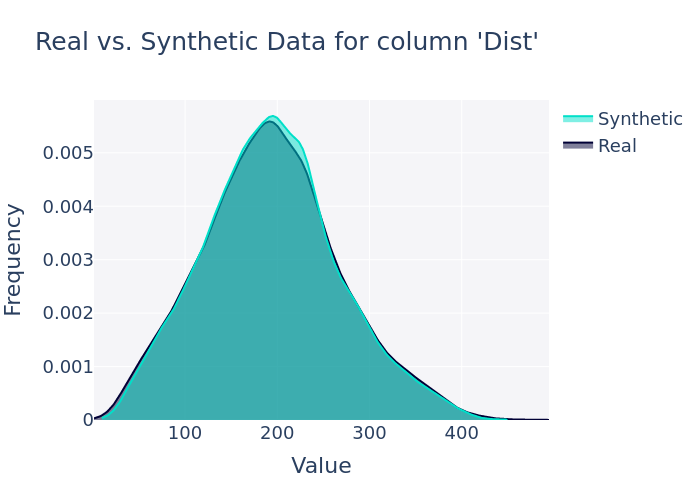 Real vs. Synthetic Data for column 'Dist'
Synthetic
Real
Frequency
0.005
0.004
0.003
0.002
0.001
0
100
200
300
400
Value